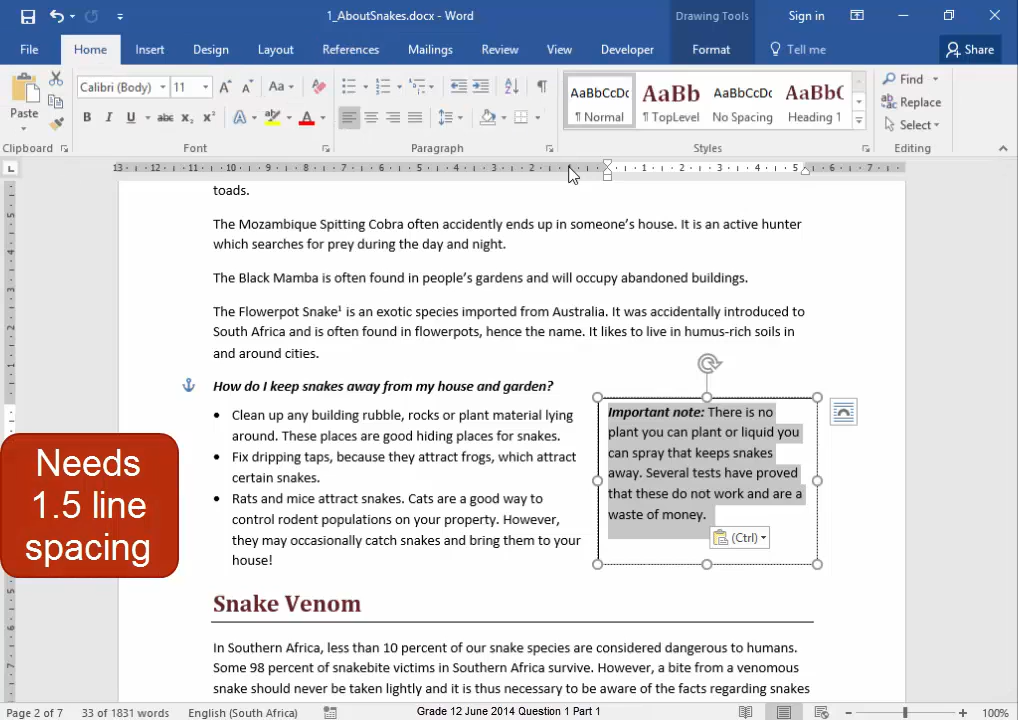 1_AboutSnakes.docx - Word
Drawing Tools
Sign in
File
Home
Insert
Design
Layout
References
Mailings
Review
View
Developer
Format
Tell me
Share
Paste
Clipboard
Calibri (Body)
11
Font
Paragraph
AaBbCcDc
¶ Normal
AaBb
¶ TopLevel
AaBbCcDc
No Spacing
AaBbC
Heading 1
Styles
Find
Replace
Select
Editing
toads.
The Mozambique Spitting Cobra often accidently ends up in someone's house. It is an active hunter
which searches for prey during the day and night.
The Black Mamba is often found in people's gardens and will occupy abandoned buildings.
The Flowerpot Snake¹ is an exotic species imported from Australia. It was accidentally introduced to
South Africa and is often found in flowerpots, hence the name. It likes to live in humus-rich soils in
and around cities.
How do I keep snakes away from my house and garden?
• Clean up any building rubble, rocks or plant material lying
around. These places are good hiding places for snakes.
• Fix dripping taps, because they attract frogs, which attract
certain snakes.
• Rats and mice attract snakes. Cats are a good way to
control rodent populations on your property. However,
they may occasionally catch snakes and bring them to your
house!
Important note: There is no
plant you can plant or liquid you
can spray that keeps snakes
away. Several tests have proved
that these do not work and are a
waste of money.
(Ctrl)
Needs
1.5 line
spacing
Snake Venom
In Southern Africa, less than 10 percent of our snake species are considered dangerous to humans.
Some 98 percent of snakebite victims in Southern Africa survive. However, a bite from a venomous
snake should never be taken lightly and it is thus necessary to be aware of the facts regarding snakes
Page 2 of 7
33 of 1831 words
English (South Africa)
Grade 12 June 2014 Question 1 Part 1
100%